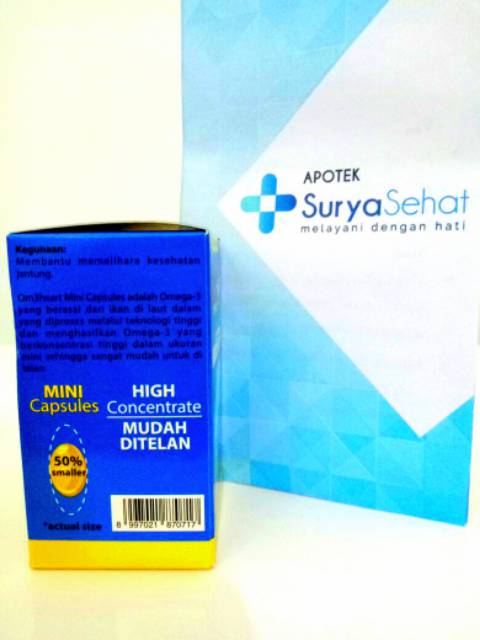 APOTEK
SuryaSehat
melayani dengan hati
Kegunaan:
Membantu memelihara kesehatan
jantung.
Om3heart Mini Capsules adalah Omega-3
yang berasal dari ikan di laut dalam
yang diproses melalui teknologi tinggi
dan menghasilkan Omega-3 yang
berkonsentrasi tinggi dalam ukuran
mini sehingga sangat mudah untuk di
telan
MINI
Capsules
HIGH
Concentrate
MUDAH
DITELAN
50%
smaller
*actual size
8 997021 870717